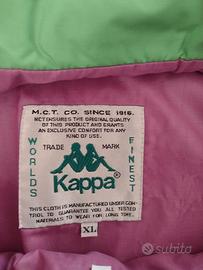 M.C.T. CO. SINCE 1916.
MCT ENSURES THE ORIGINAL QUALITY
OF THIS PRODUCT AND GRANTS
AN EXCLUSIVE COMFORT FOR ANY
KIND OF USE.
TRADE MARK
WORLDS
FINEST
Kappa
THIS CLOTH IS MANUFACTURED UNDER CONT-
ROL TO GUARANTEE YOU ALL TESTED
MATERIALS TO WEAR FOR LONG TIME.
XL
subito